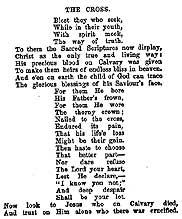 THE CROSS.
Blest they who seek,
While in their youth,
With spirit meek,
The way of truth.
To them the Sacred Scriptures now display,
Christ as the only true and living way
His precious blood on Calvary was given
To make them heirs of endless bliss in heaven.
And e'en on earth the child of God can trace
The glorious blessings of his Saviour's face.
For them He bore
His Father's frown,
For them He wore
The thorny crown;
Nailed to the cross,
Endured its pain,
That his life's loss
Might be their gain.
Then haste to choose
That better part—
Nor dare refuse
The Lord your heart,
Lest He declare,—
"I know you not;"
And deep despair
Shall be your lot.
Now look to Jesus who on Calvary died,
And trust on Him alone who there was crucified.